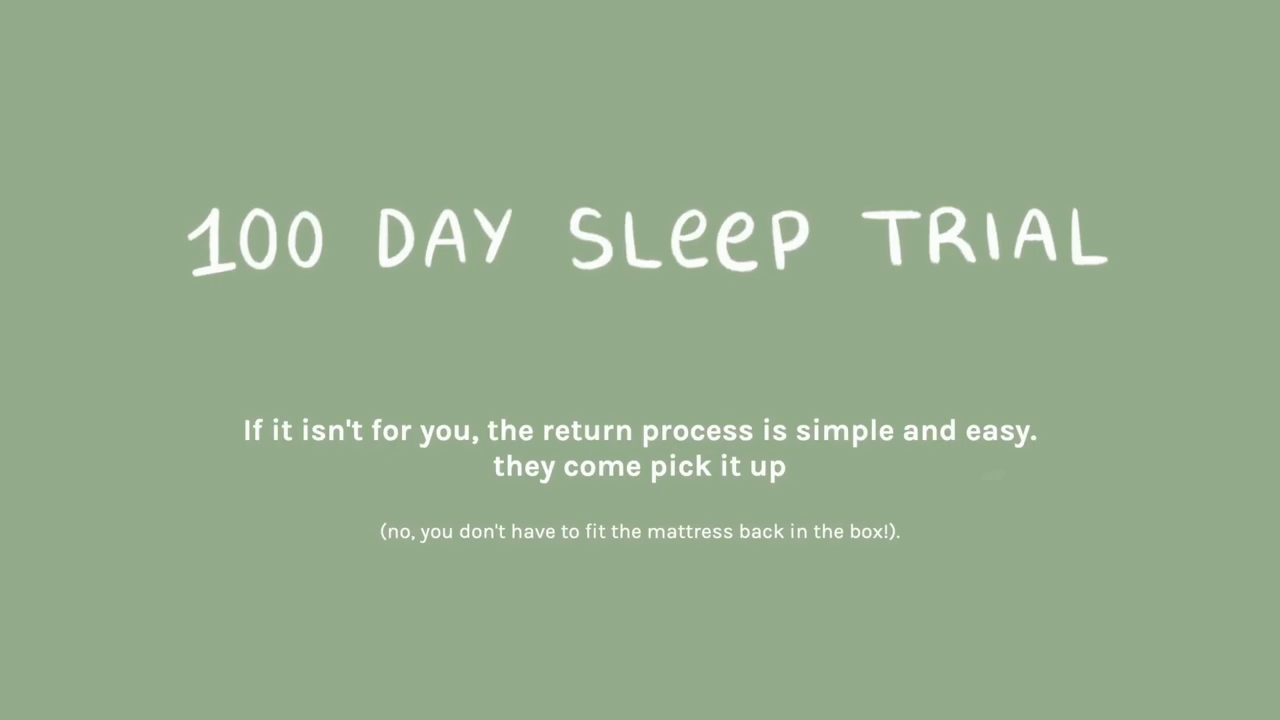 100 DAY SLeeP TRIAL
If it isn't for you, the return process is simple and easy.
they come pick it up
(no, you don't have to fit the mattress back in the box!).